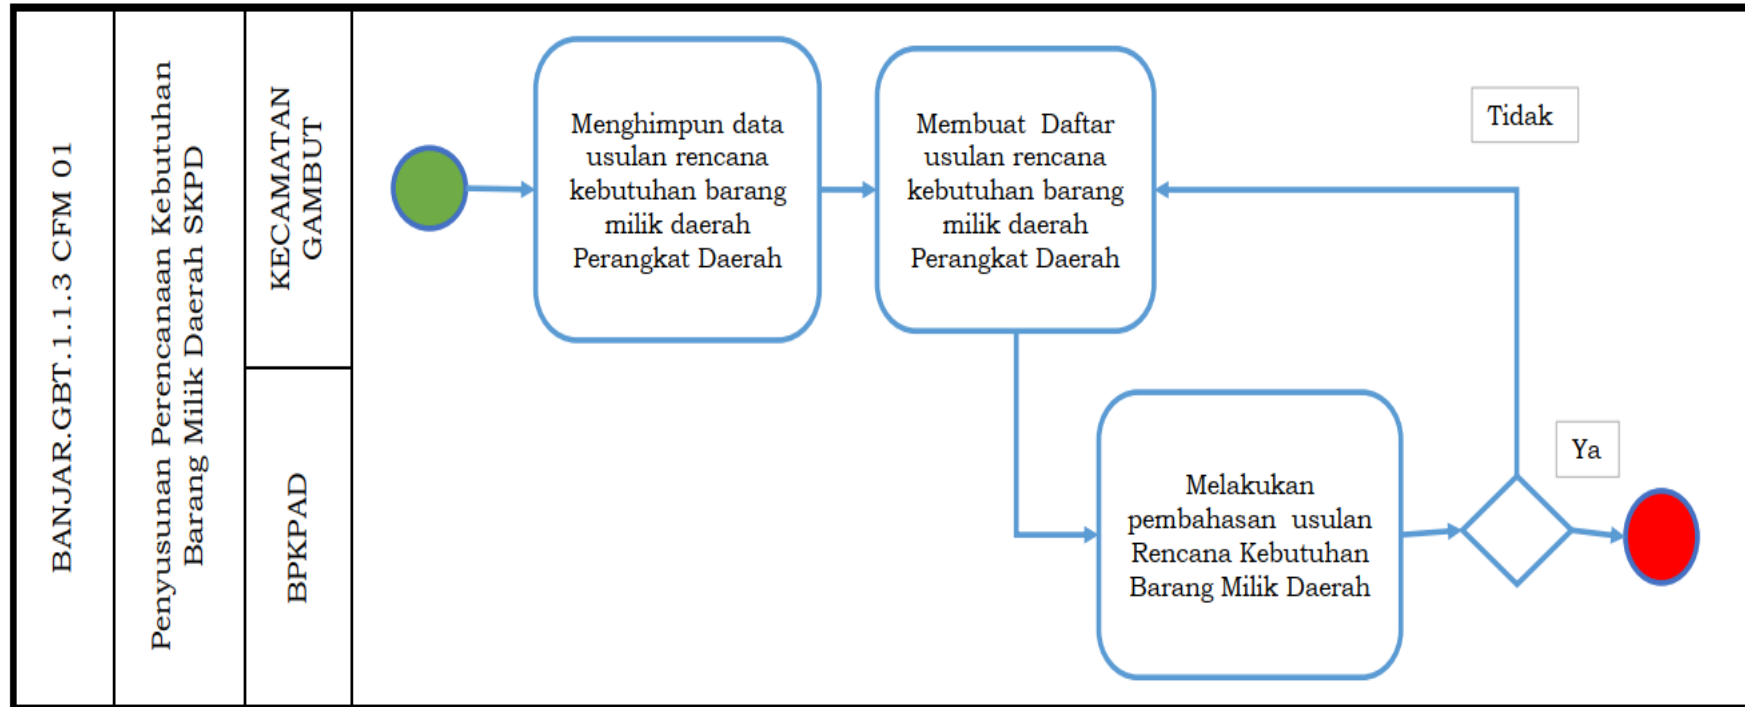 BANJAR.GBT.1.1.3 CFM 01
Penyusunan Perencanaan Kebutuhan
Barang Milik Daerah SKPD
KECAMATAN
GAMBUT
BPKPAD
Menghimpun data
usulan rencana
kebutuhan barang
milik daerah
Perangkat Daerah
Membuat Daftar
usulan rencana
kebutuhan barang
milik daerah
Perangkat Daerah
Tidak
Melakukan
pembahasan usulan
Rencana Kebutuhan
Barang Milik Daerah
Ya